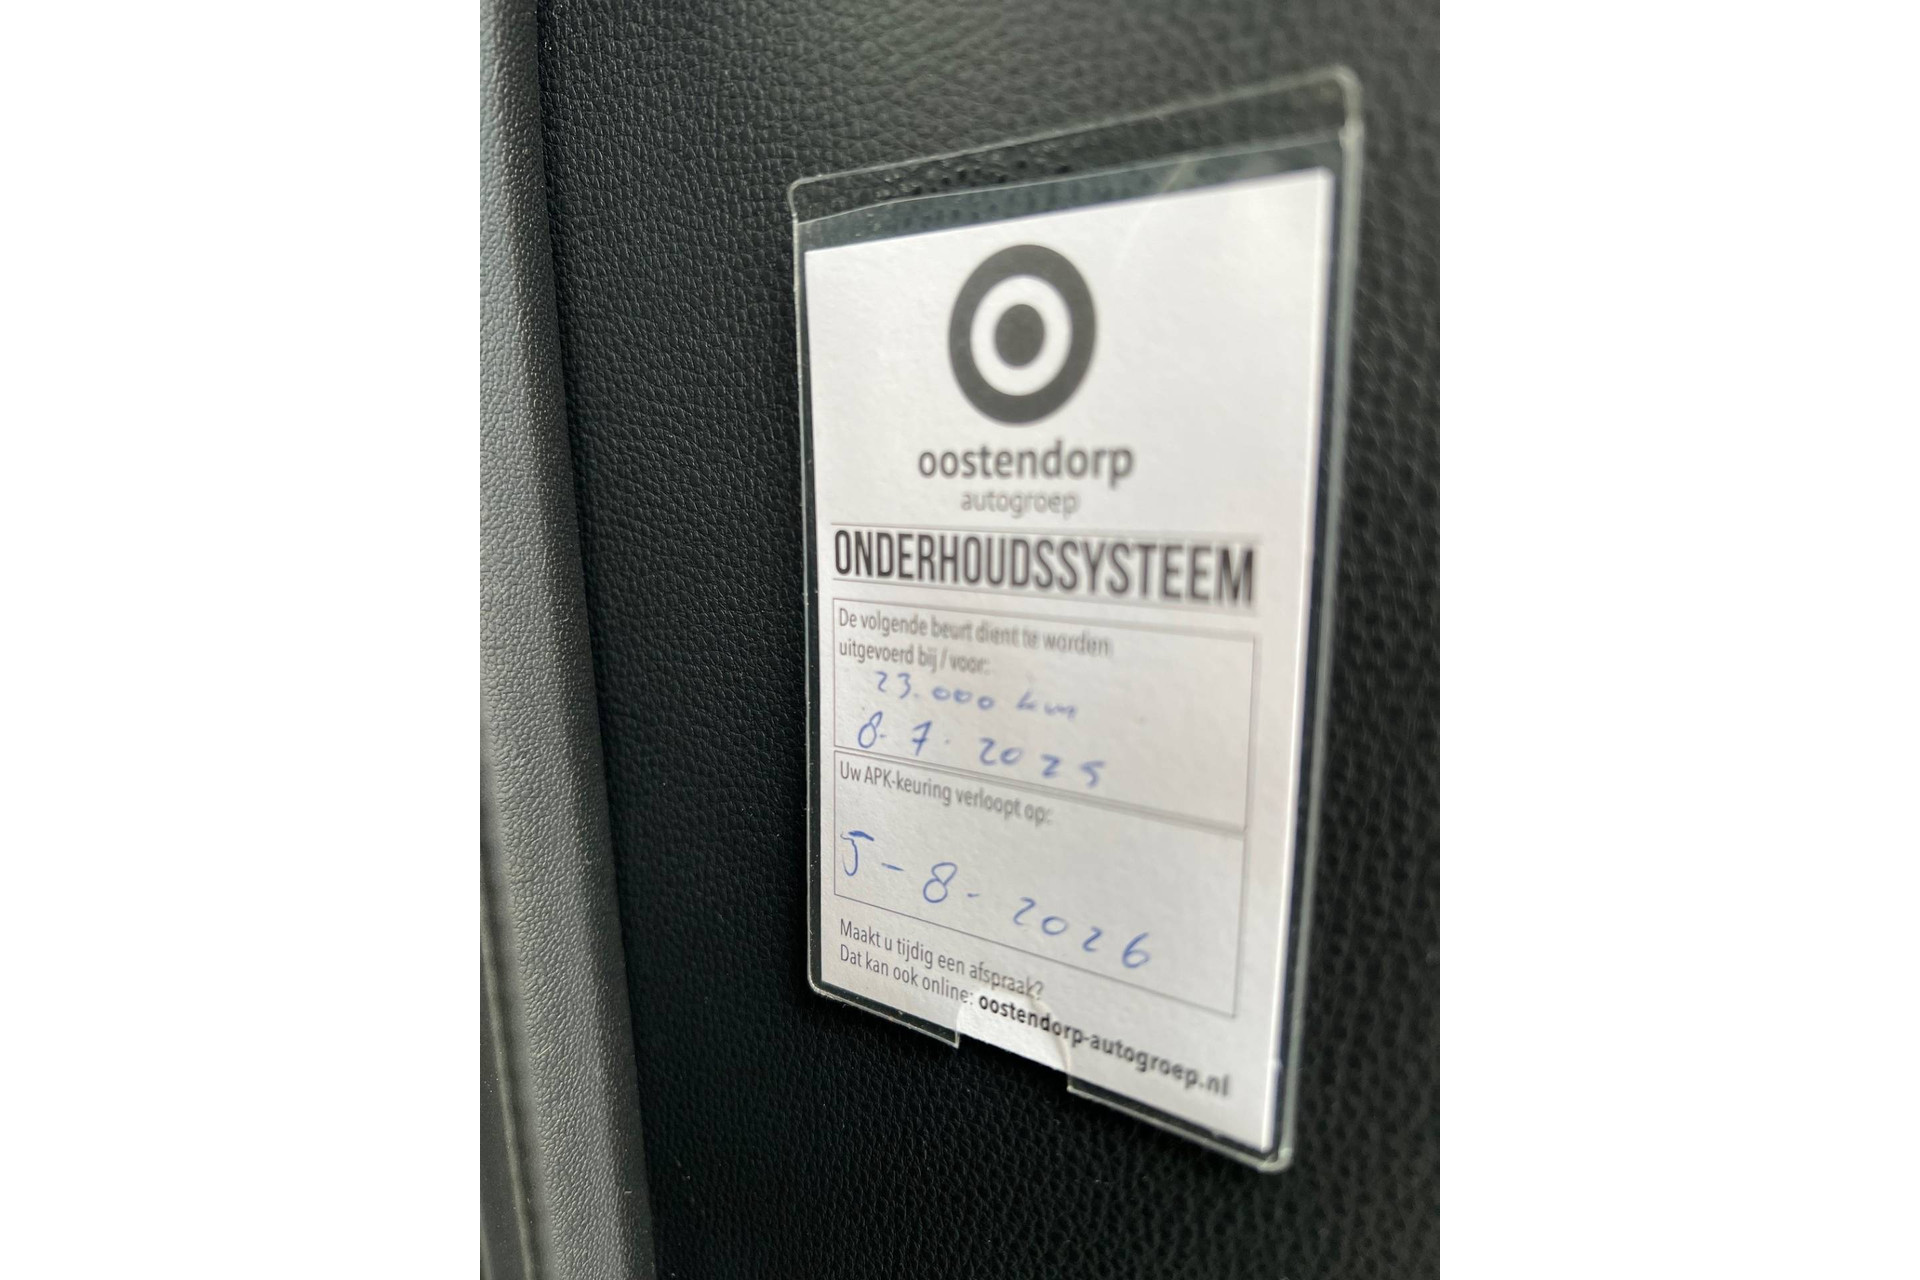 oostendorp
autogroep
ONDERHOUDSSYSTEEM
De volgende beurt dient te worden
uitgevoerd bij / voor:
23.000 km
8. 7. 2025
Uw APK-keuring verloopt op:
5 - 8 - 2026
Maakt u tijdig een afspraak?
Dat kan ook online: oostendorp-autogroep.nl